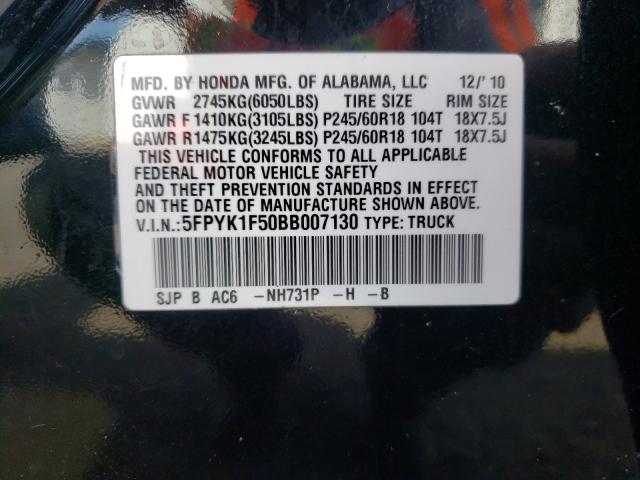 MFD. BY HONDA MFG. OF ALABAMA, LLC 12/'10
GVWR 2745KG(6050LBS) TIRE SIZE RIM SIZE
GAWR F 1410KG(3105LBS) P245/60R18 104T 18X7.5J
GAWR R1475KG(3245LBS) P245/60R18 104T 18X7.5J
THIS VEHICLE CONFORMS TO ALL APPLICABLE
FEDERAL MOTOR VEHICLE SAFETY
AND THEFT PREVENTION STANDARDS IN EFFECT
ON THE DATE OF MANUFACTURE SHOWN ABOVE.
V.I.N.:5FPYK1F50BB007130 TYPE: TRUCK
SJP B AC6 -NH731P -H -B